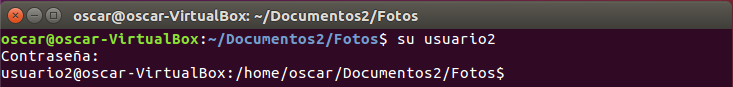 oscar@oscar-VirtualBox: ~/Documentos2/Fotos
oscar@oscar-VirtualBox:~/Documentos2/Fotos$ su usuario2
Contraseña:
usuario2@oscar-VirtualBox:/home/oscar/Documentos2/Fotos$